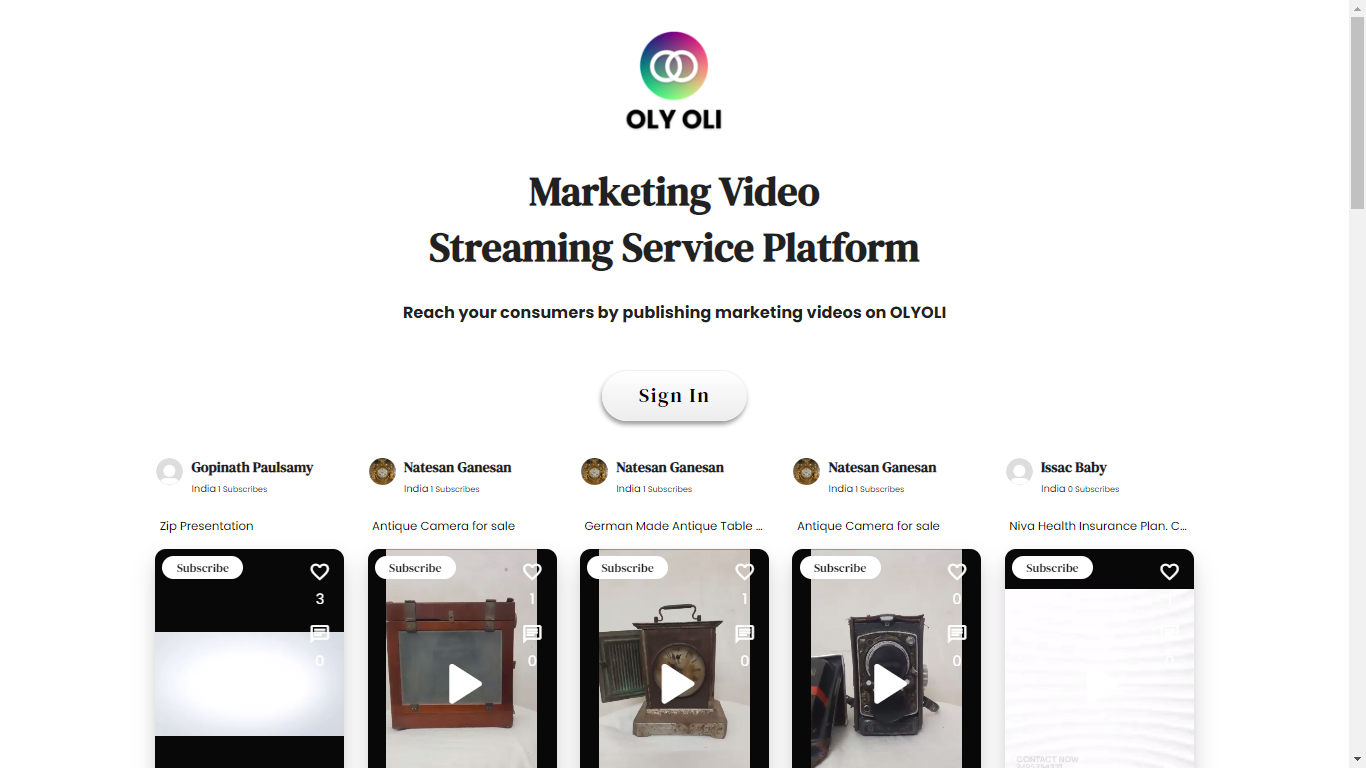 OLY OLI
Marketing Video
Streaming Service Platform
Reach your consumers by publishing marketing videos on OLYOLI
Sign In
Gopinath Paulsamy
India 1 Subscribes
Zip Presentation
Subscribe
3
0
Natesan Ganesan
India 1 Subscribes
Antique Camera for sale
Subscribe
1
0
Natesan Ganesan
India 1 Subscribes
German Made Antique Table ...
Subscribe
1
0
Natesan Ganesan
India 1 Subscribes
Antique Camera for sale
Subscribe
0
0
Issac Baby
India 0 Subscribes
Niva Health Insurance Plan. C...
Subscribe
1
0
CONTACT NOW